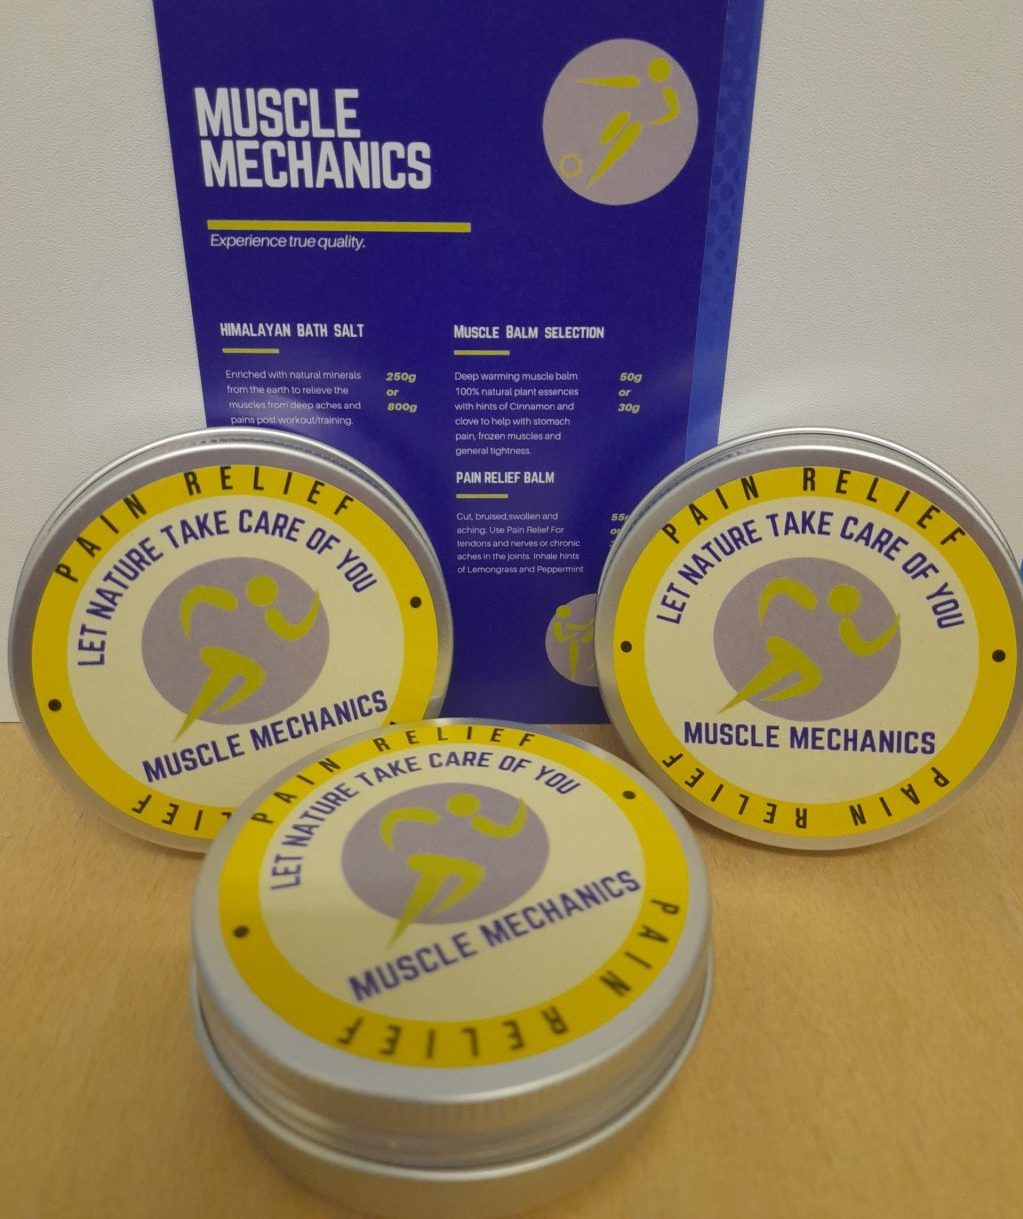 MUSCLE
MECHANICS
Experience true quality.
HIMALAYAN BATH SALT
Enriched with natural minerals
from the earth to relieve the
muscles from deep aches and
pains post workout/training.
250g
or
800g
MUSCLE BALM SELECTION
Deep warming muscle balm
100% natural plant essences
with hints of Cinnamon and
clove to help with stomach
pain, frozen muscles and
general tightness.
50g
or
30g
PAIN RELIEF BALM
Cut, bruised,swollen and
aching. Use Pain Relief For
tendons and nerves or chronic
aches in the joints. Inhale hints
of Lemongrass and Peppermint
PAIN RELIEF
LET NATURE TAKE CARE OF YOU
MUSCLE MECHANICS
PAIN RELIEF
LET NATURE TAKE CARE OF YOU
MUSCLE MECHANICS
PAIN RELIEF
PAIN RELIEF
LET NATURE TAKE CARE OF YOU
MUSCLE MECHANICS
PAIN RELIEF